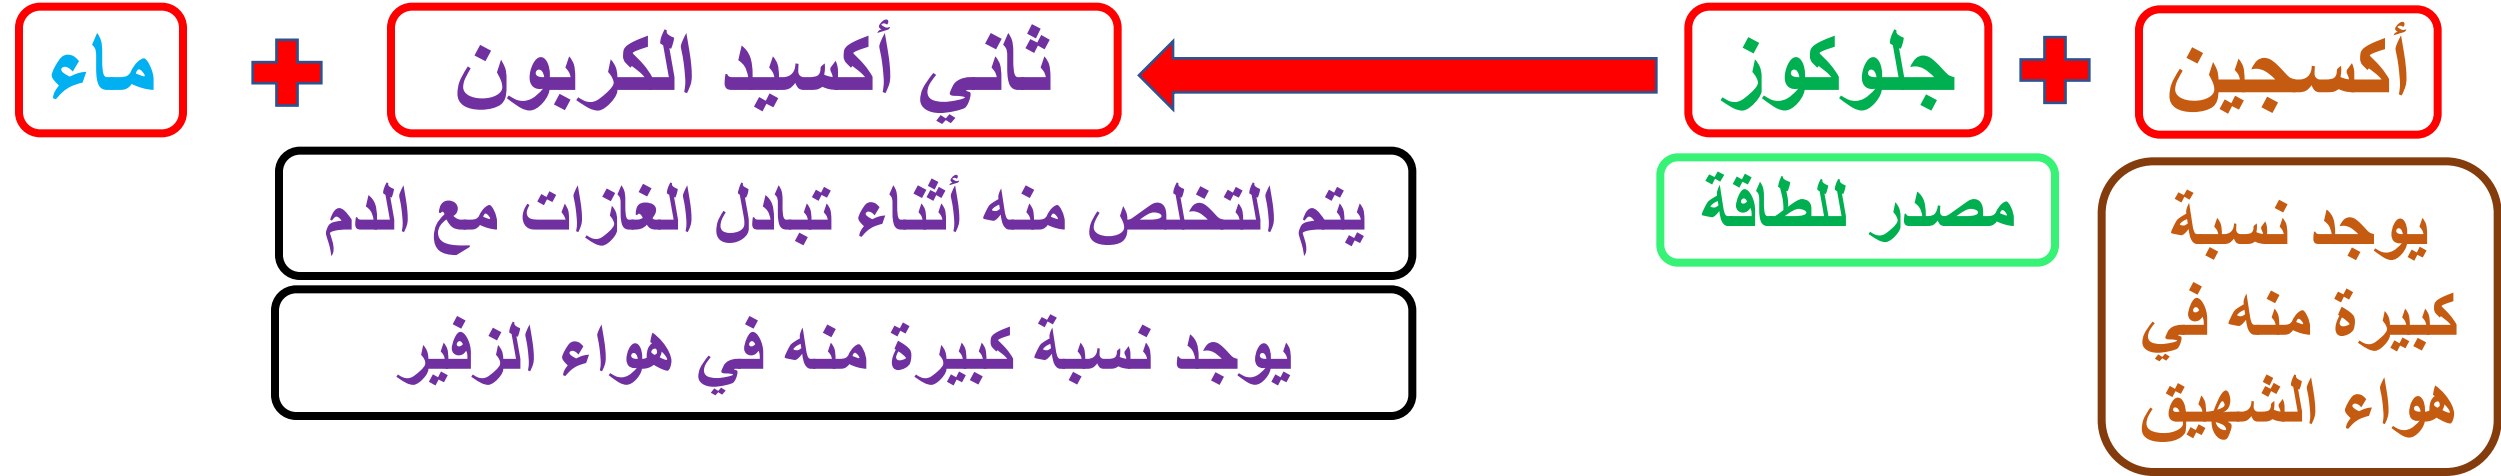 أكسجين + جلوكوز ← ثاني أكسيد الكربون + ماء
مصدر للطاقة
يوجد نسبة
كبيرة منه في
هواء الشهيق
يتم التخلص منه أثناء تبادل الغازات مع الدم
يوجد نسبة كبيرة منه في هواء الزفير